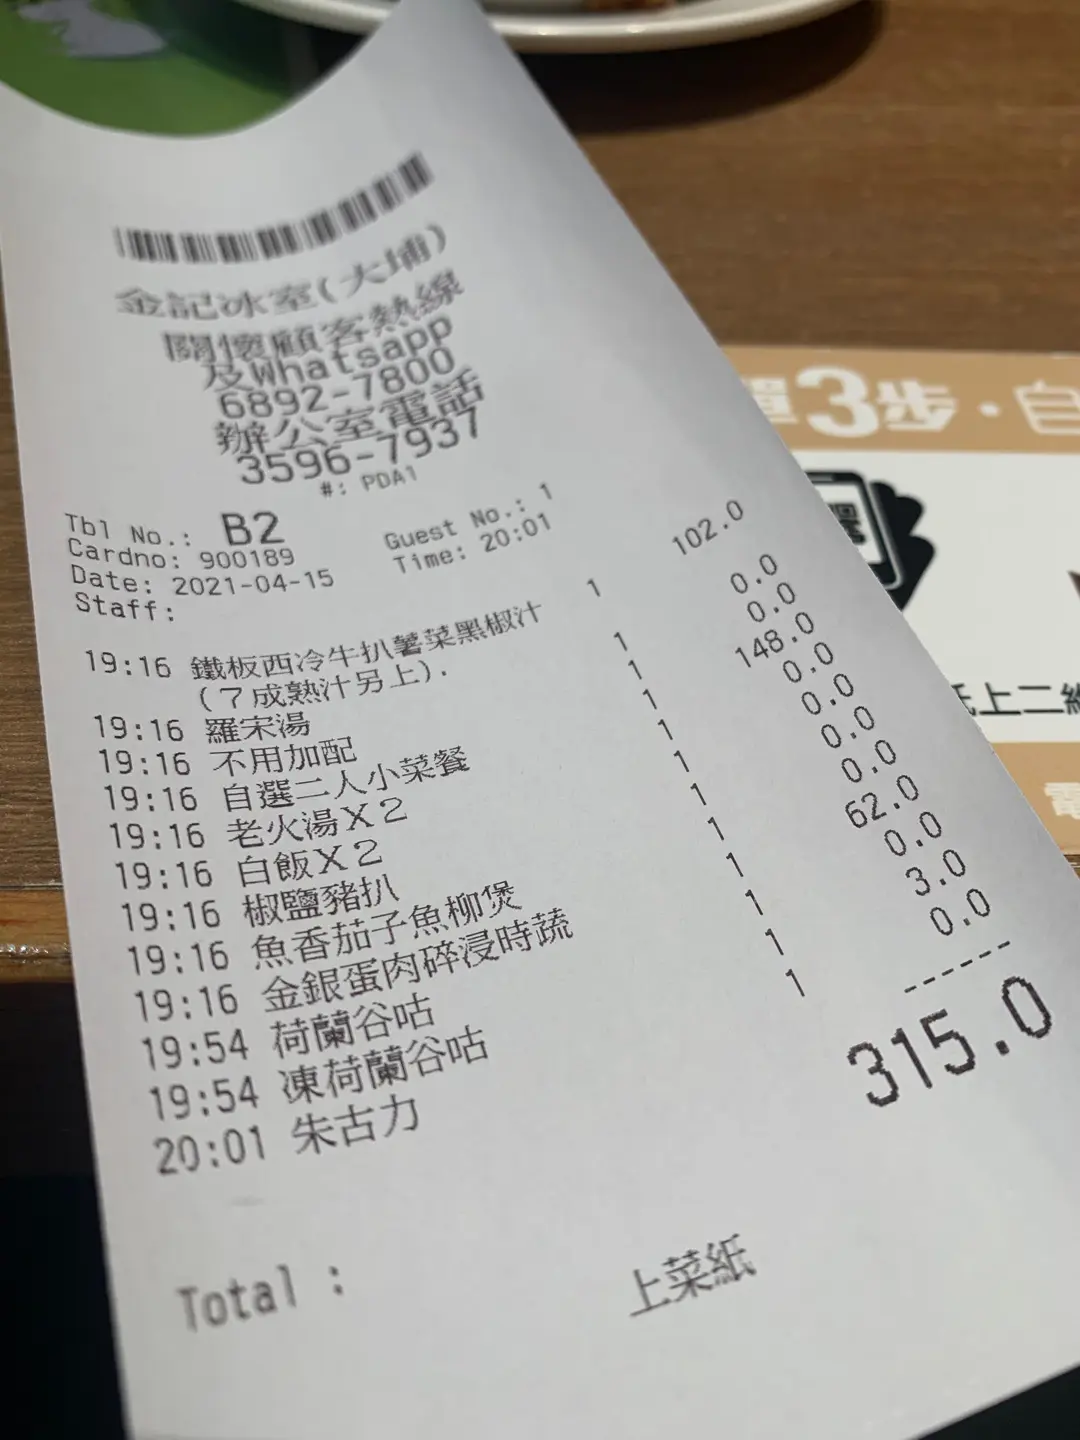 金記冰室(大埔)
關懷顧客熱線
及Whatsapp
6892-7800
辦公室電話
3596-7937
#: PDA1
Tbl No.: B2 Guest No.: 1
Cardno: 900189 Time: 20:01
Date: 2021-04-15
Staff:
19:16 鐵板西冷牛扒薯菜黑椒汁 1 102.0
(7成熟汁另上).
19:16 羅宋湯 1 0.0
19:16 不用加配 1 0.0
19:16 自選二人小菜餐 1 148.0
19:16 老火湯X2 1 0.0
19:16 白飯X2 1 0.0
19:16 椒鹽豬扒 1 0.0
19:16 魚香茄子魚柳煲 1 0.0
19:16 金銀蛋肉碎浸時蔬 1 62.0
19:54 荷蘭谷咕 1 0.0
19:54 凍荷蘭谷咕 1 3.0
20:01 朱古力 1 0.0
------
Total : 315.0
上菜紙
單3步・自
紙上二維
電